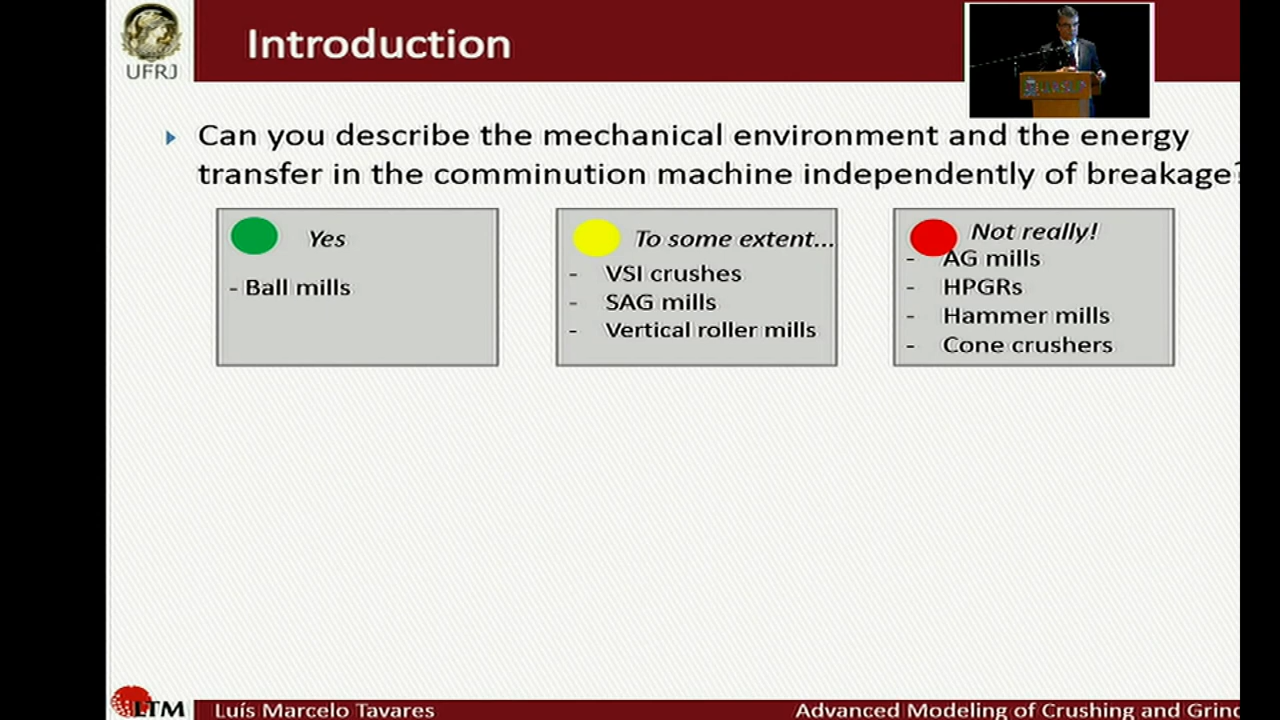 UFRJ
Introduction
Can you describe the mechanical environment and the energy
transfer in the comminution machine independently of breakage?
Yes
- Ball mills
To some extent...
- VSI crushes
- SAG mills
- Vertical roller mills
Not really!
- AG mills
- HPGRs
- Hammer mills
- Cone crushers
LTM
Luís Marcelo Tavares
Advanced Modeling of Crushing and Grind